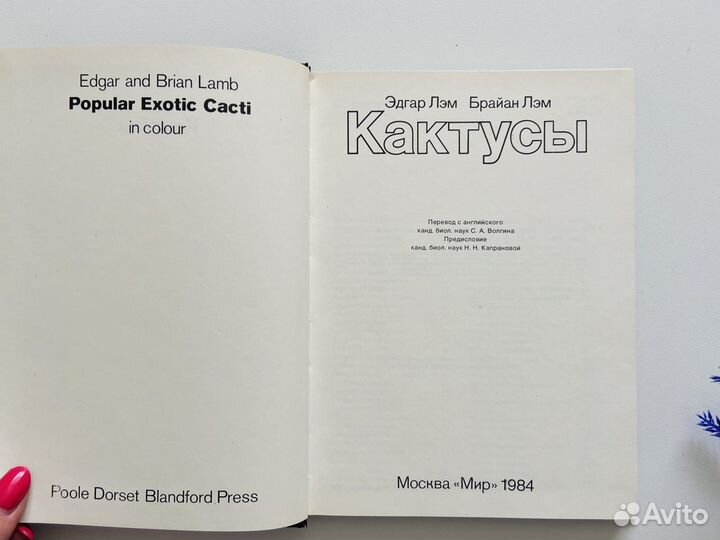 Edgar and Brian Lamb
Popular Exotic Cacti
in colour
Poole Dorset Blandford Press
Эдгар Лэм Брайан Лэм
Кактусы
Перевод с английского
канд. биол. наук С. А. Волгина
Предисловие
канд. биол. наук Н. Н. Капрановой
Москва «Мир» 1984
Avito